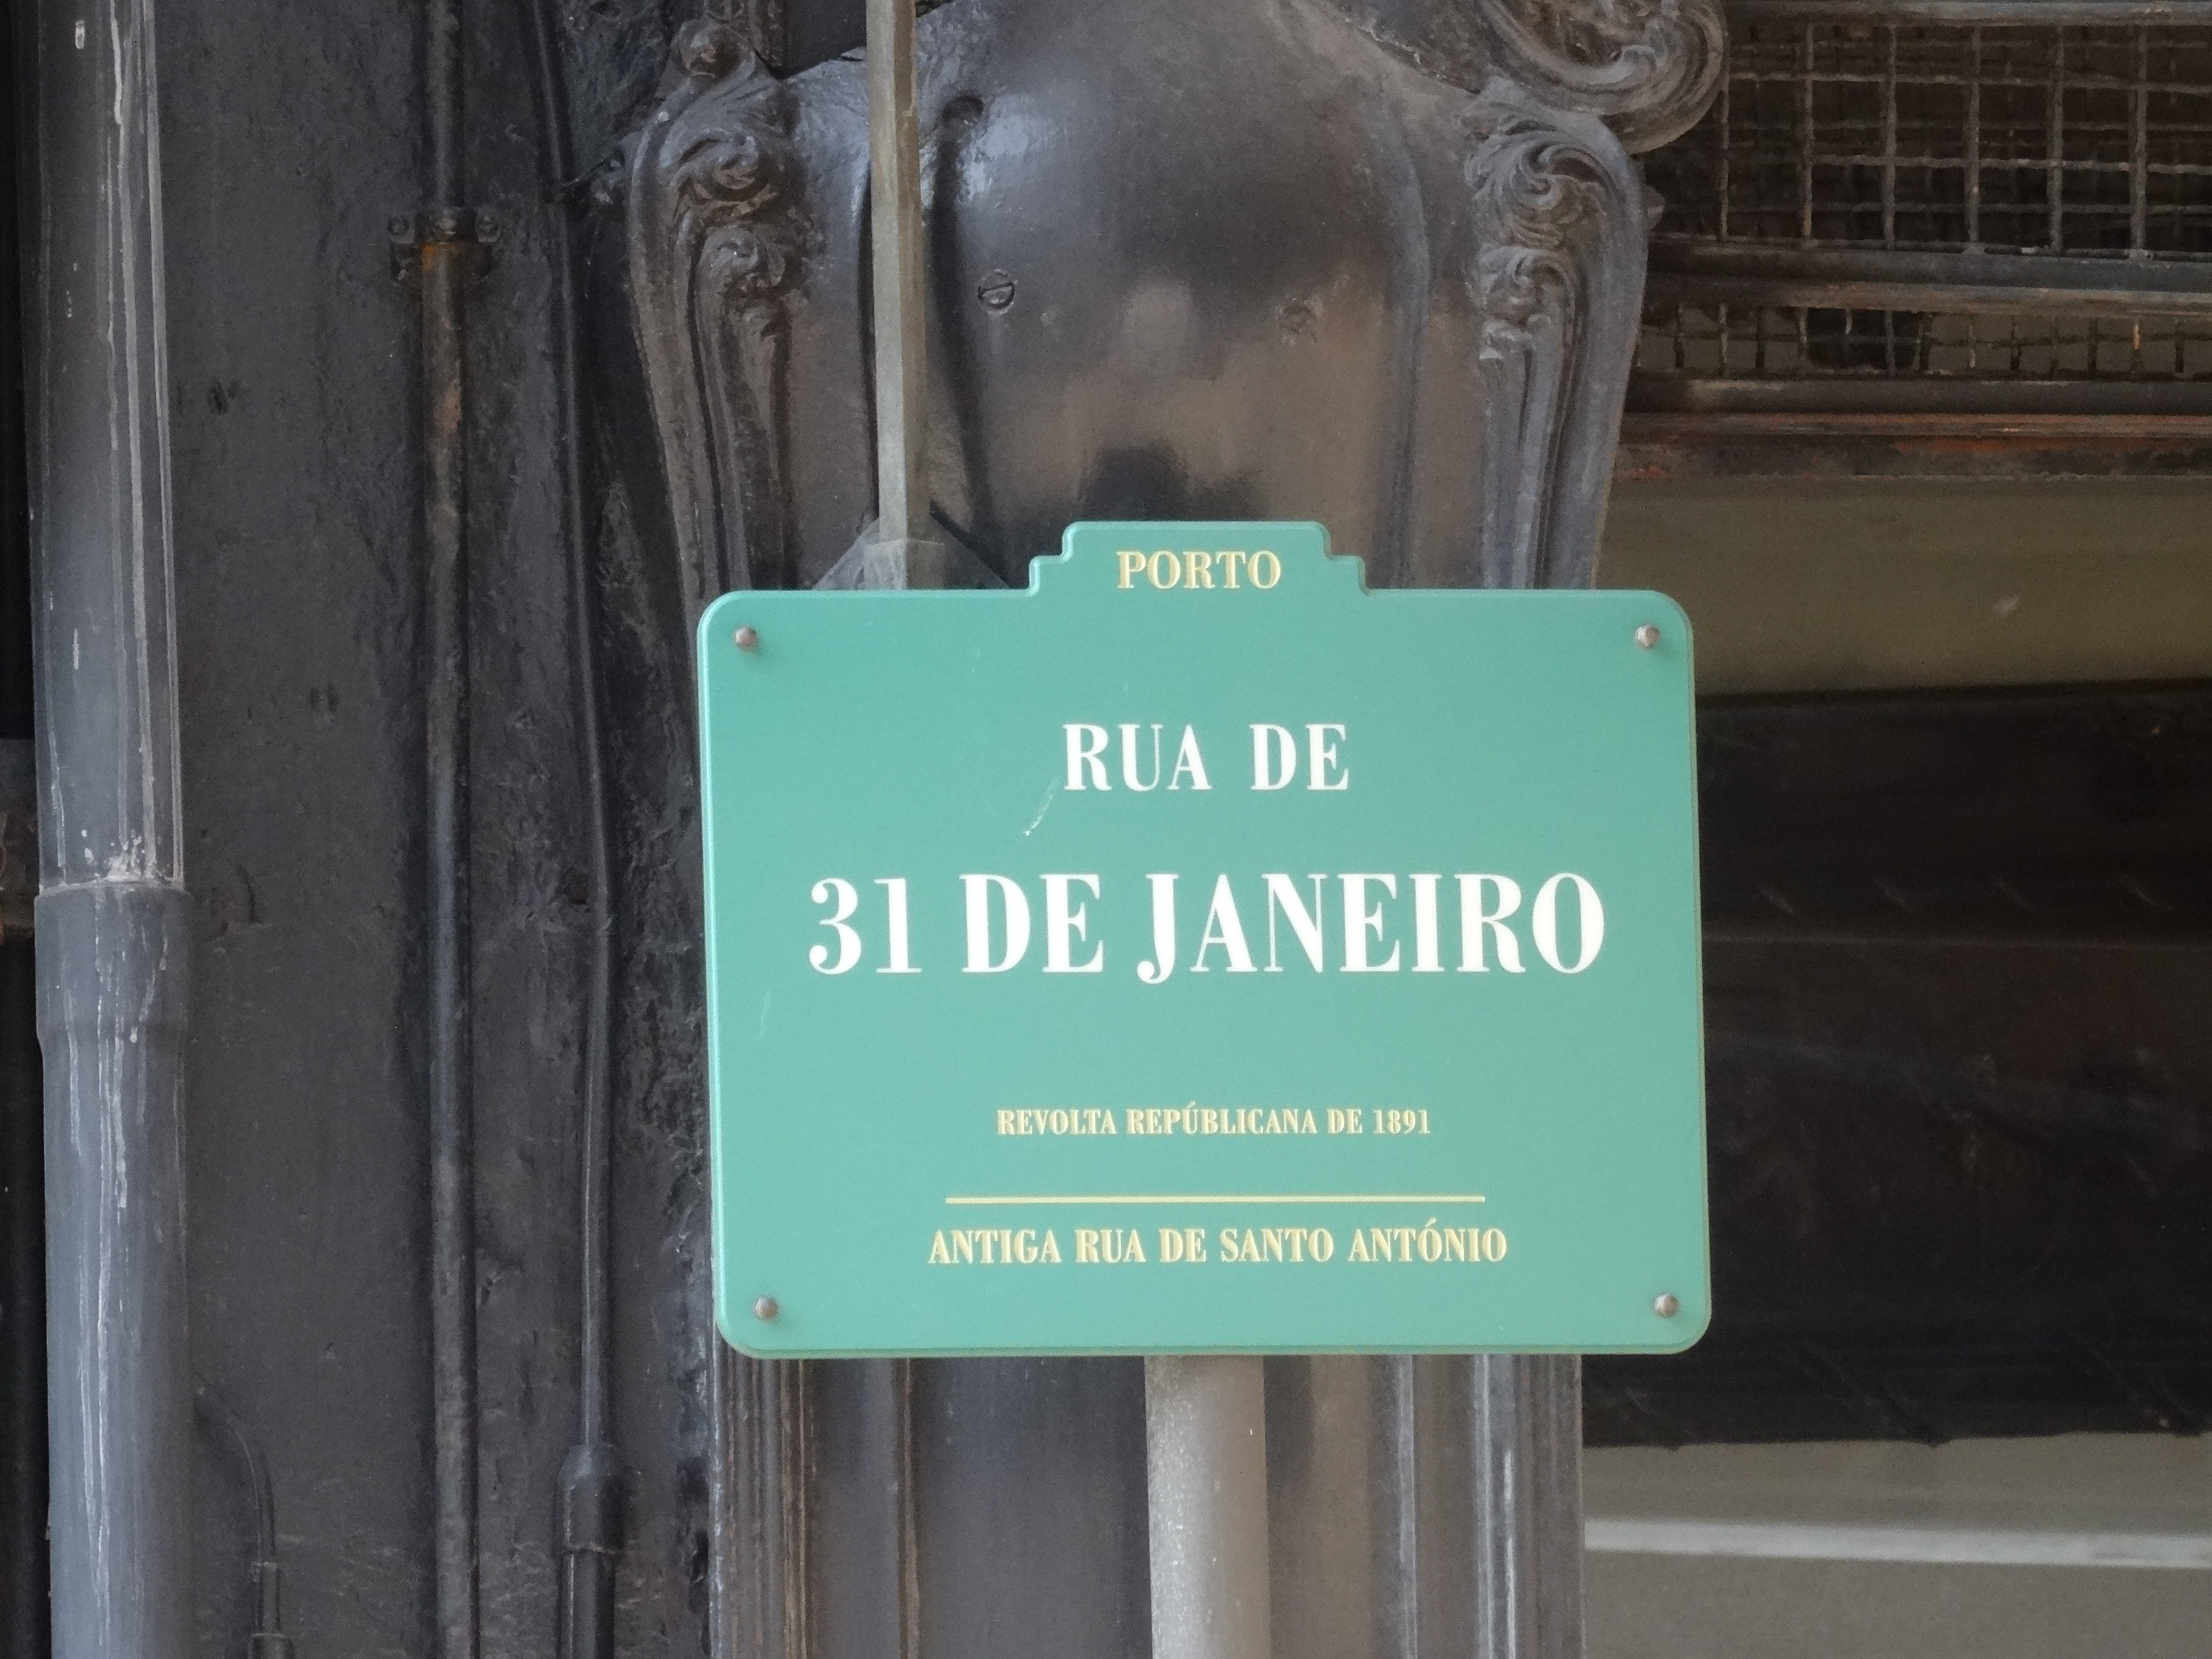 PORTO
RUA DE
31 DE JANEIRO
REVOLTA REPÚBLICANA DE 1891
ANTIGA RUA DE SANTO ANTÓNIO